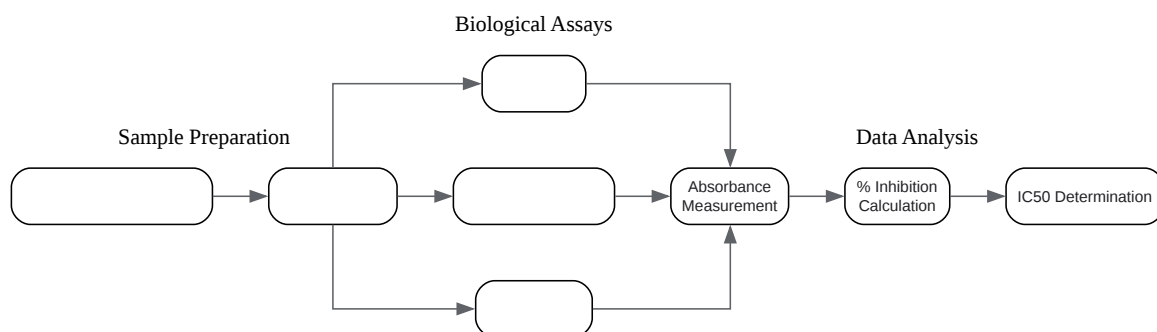 Biological Assays
Sample Preparation
Data Analysis
Absorbance
Measurement
% Inhibition
Calculation
IC50 Determination